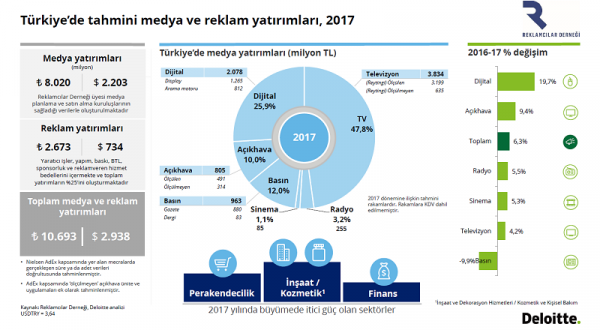 Türkiye'de tahmini medya ve reklam yatırımları, 2017
REKLAMCILAR DERNEĞİ
Medya yatırımları
(milyon)
₺ 8.020 $ 2.203
Reklamcılar Derneği üyesi medya
planlama ve satın alma kuruluşlarının
sağladığı verilerle oluşturulmaktadır
Reklam yatırımları
₺ 2.673 $ 734
Yaratıcı işler, yapım, baskı, BTL,
sponsorluk ve reklamveren hizmet
bedellerini içermekte ve toplam
yatırımların %25'ini oluşturmaktadır
Toplam medya ve reklam
yatırımları
₺ 10.693 $ 2.938
• Nielsen AdEx kapsamında yer alan mecralarda
gerçekleşen süre ya da adet verileri
doğrultusunda tahminlenmiştir.
• AdEx kapsamında 'ölçülmeyen' açıkhava ünite ve
uygulamaları ek olarak tahminlenmiştir.
Kaynak: Reklamcılar Derneği, Deloitte analizi
USDTRY = 3,64
Türkiye'de medya yatırımları (milyon TL)
Dijital 2.078
Display 1.265
Arama motoru 812
Televizyon 3.834
(Reytingi) Ölçülen 3.199
(Reytingi) Ölçülmeyen 635
Dijital
25,9%
TV
47,8%
2017
Açıkhava 805
Ölçülen 491
Ölçülmeyen 314
Açıkhava
10,0%
Basın 963
Gazete 880
Dergi 83
Basın
12,0%
Sinema
1,1%
85
Radyo
3,2%
255
2017 dönemine ilişkin tahmini
rakamlardır. Rakamlara KDV dahil
edilmemiştir.
Perakendecilik
İnşaat /
Kozmetik¹
Finans
2017 yılında büyümede itici güç olan sektörler
2016-17 % değişim
Dijital 19,7%
Açıkhava 9,4%
Toplam 6,3%
Radyo 5,5%
Sinema 5,3%
Televizyon 4,2%
-9,9% Basın
¹İnşaat ve Dekorasyon Hizmetleri / Kozmetik ve Kişisel Bakım
Deloitte.